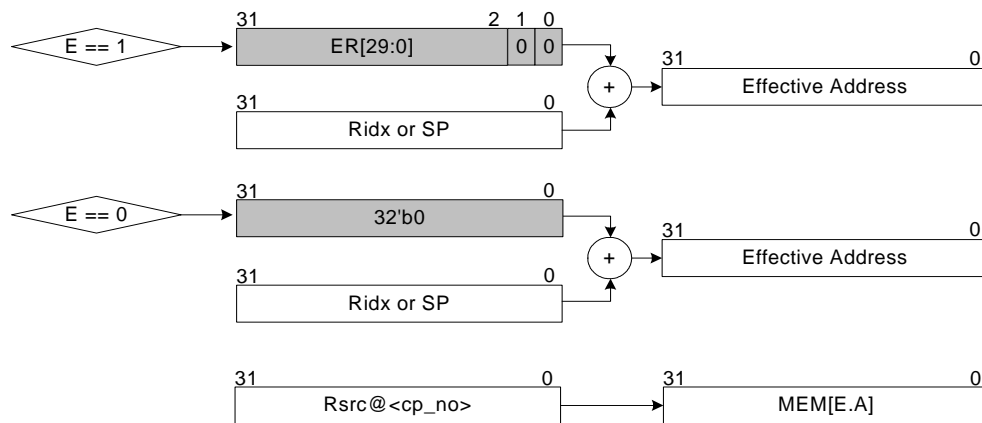 31 2 1 0
E == 1 ER[29:0] 0 0
31 0
+ Effective Address
31 0
Ridx or SP
31 0
E == 0 32'b0
31 0
+ Effective Address
31 0
Ridx or SP
31 0 31 0
Rsrc@<cp_no> MEM[E.A]